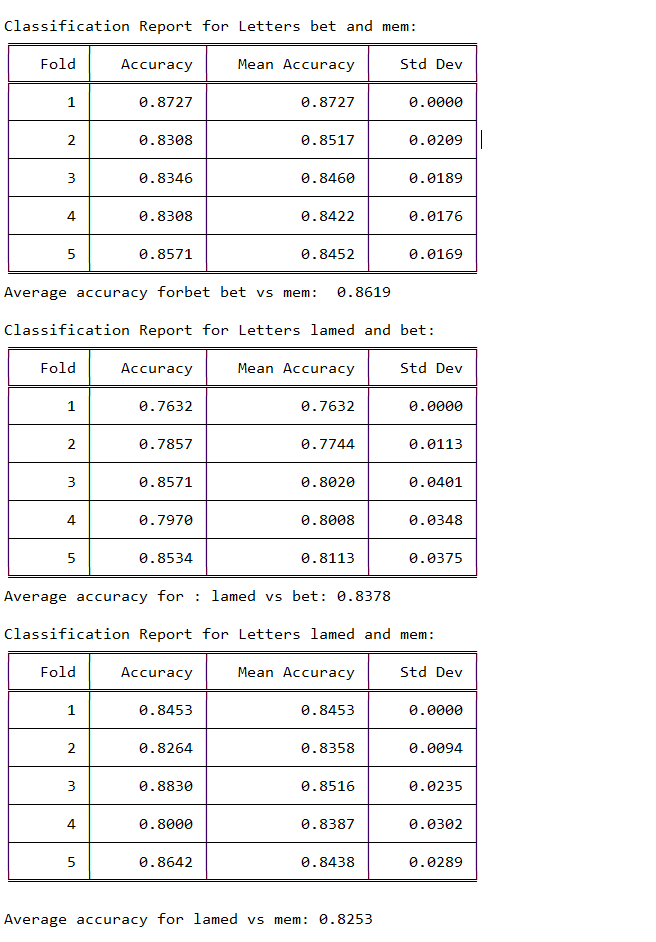 Classification Report for Letters bet and mem:
Fold Accuracy Mean Accuracy Std Dev
1 0.8727 0.8727 0.0000
2 0.8308 0.8517 0.0209
3 0.8346 0.8460 0.0189
4 0.8308 0.8422 0.0176
5 0.8571 0.8452 0.0169
Average accuracy forbet bet vs mem:  0.8619
Classification Report for Letters lamed and bet:
Fold Accuracy Mean Accuracy Std Dev
1 0.7632 0.7632 0.0000
2 0.7857 0.7744 0.0113
3 0.8571 0.8020 0.0401
4 0.7970 0.8008 0.0348
5 0.8534 0.8113 0.0375
Average accuracy for : lamed vs bet: 0.8378
Classification Report for Letters lamed and mem:
Fold Accuracy Mean Accuracy Std Dev
1 0.8453 0.8453 0.0000
2 0.8264 0.8358 0.0094
3 0.8830 0.8516 0.0235
4 0.8000 0.8387 0.0302
5 0.8642 0.8438 0.0289
Average accuracy for lamed vs mem: 0.8253